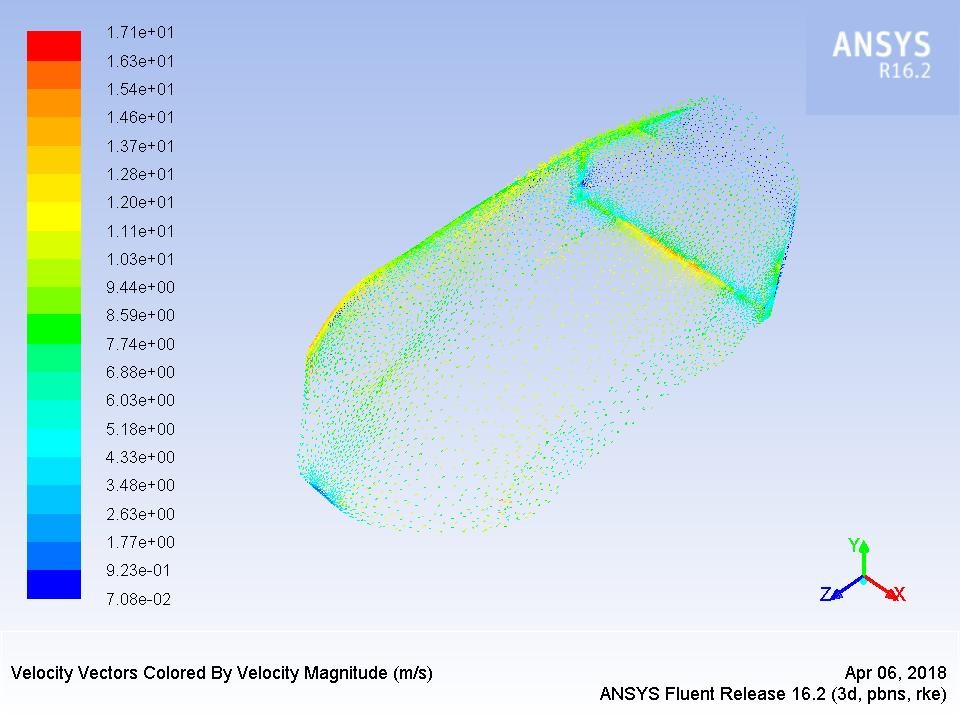 ANSYS
R16.2
1.71e+01
1.63e+01
1.54e+01
1.46e+01
1.37e+01
1.28e+01
1.20e+01
1.11e+01
1.03e+01
9.44e+00
8.59e+00
7.74e+00
6.88e+00
6.03e+00
5.18e+00
4.33e+00
3.48e+00
2.63e+00
1.77e+00
9.23e-01
7.08e-02
Y
Z
X
Velocity Vectors Colored By Velocity Magnitude (m/s)
Apr 06, 2018
ANSYS Fluent Release 16.2 (3d, pbns, rke)